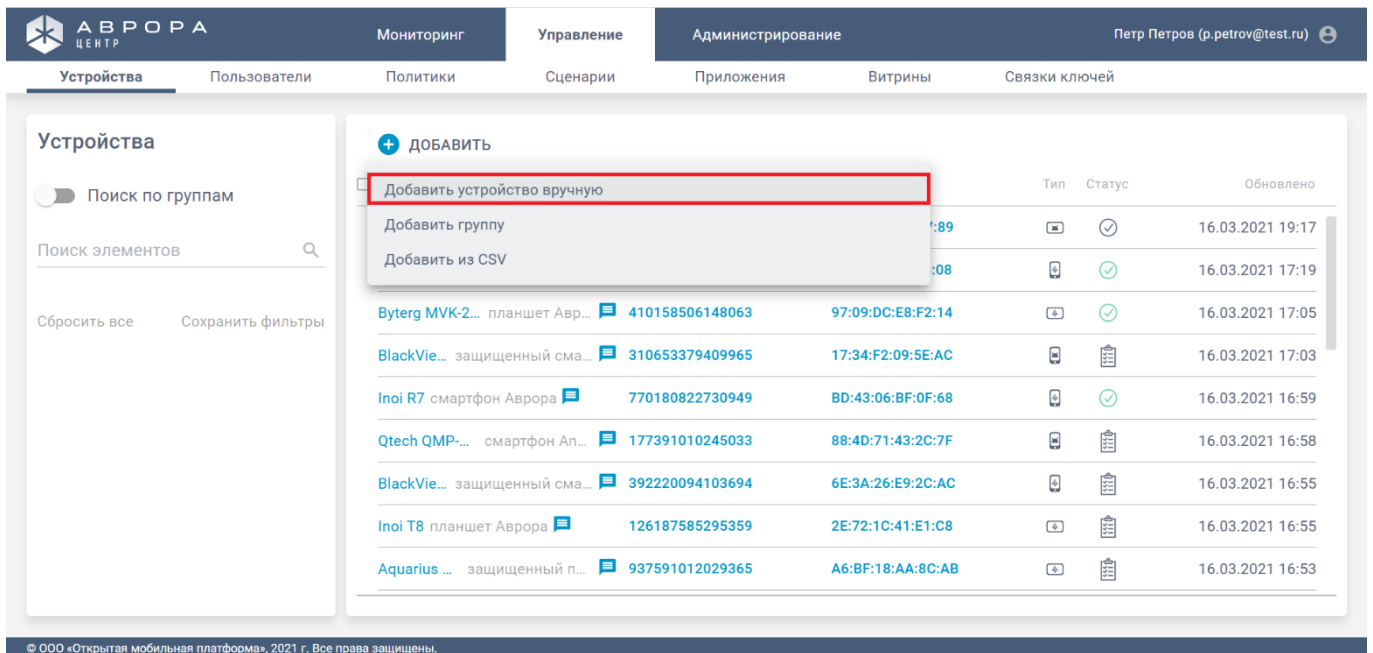 АВРОРА
ЦЕНТР
Мониторинг Управление Администрирование Петр Петров (p.petrov@test.ru)
Устройства Пользователи Политики Сценарии Приложения Витрины Связки ключей
Устройства
ДОБАВИТЬ
Поиск по группам
Добавить устройство вручную
Тип Статус Обновлено
Добавить группу
:89 16.03.2021 19:17
Поиск элементов
Добавить из CSV
:08 16.03.2021 17:19
Сбросить все Сохранить фильтры
Byterg MVK-2... планшет Авр... 410158506148063 97:09:DC:E8:F2:14 16.03.2021 17:05
BlackVie... защищенный сма... 310653379409965 17:34:F2:09:5E:AC 16.03.2021 17:03
Inoi R7 смартфон Аврора 770180822730949 BD:43:06:BF:0F:68 16.03.2021 16:59
Qtech QMP-... смартфон An... 177391010245033 88:4D:71:43:2C:7F 16.03.2021 16:58
BlackVie... защищенный сма... 392220094103694 6E:3A:26:E9:2C:AC 16.03.2021 16:55
Inoi T8 планшет Аврора 126187585295359 2E:72:1C:41:E1:C8 16.03.2021 16:55
Aquarius ... защищенный п... 937591012029365 A6:BF:18:AA:8C:AB 16.03.2021 16:53
© ООО «Открытая мобильная платформа», 2021 г. Все права защищены.